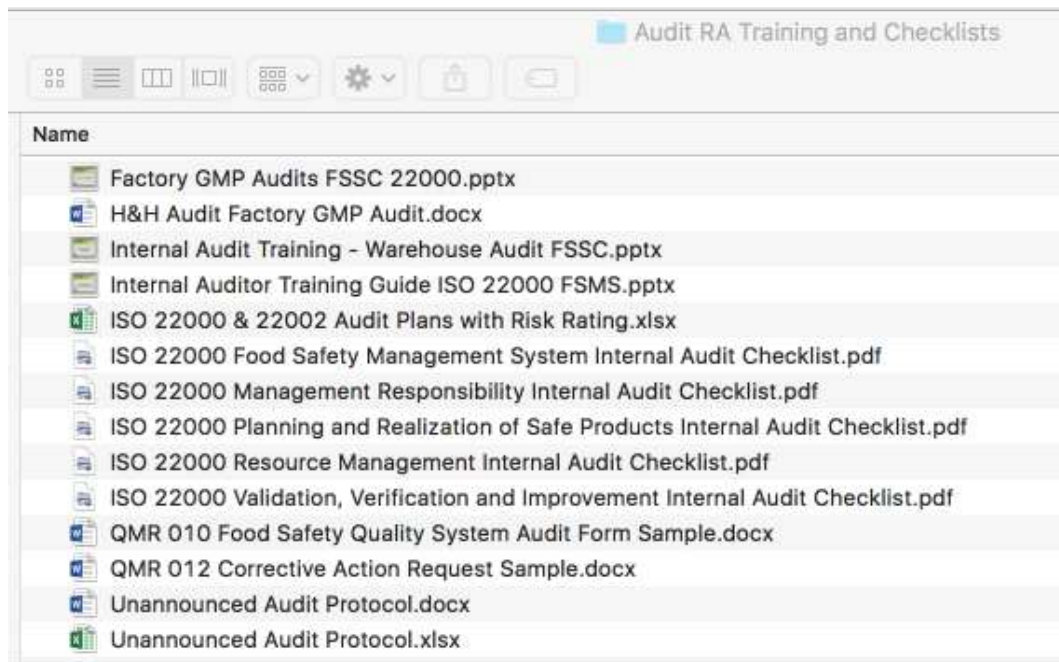 Audit RA Training and Checklists
Name
Factory GMP Audits FSSC 22000.pptx
H&H Audit Factory GMP Audit.docx
Internal Audit Training - Warehouse Audit FSSC.pptx
Internal Auditor Training Guide ISO 22000 FSMS.pptx
ISO 22000 & 22002 Audit Plans with Risk Rating.xlsx
ISO 22000 Food Safety Management System Internal Audit Checklist.pdf
ISO 22000 Management Responsibility Internal Audit Checklist.pdf
ISO 22000 Planning and Realization of Safe Products Internal Audit Checklist.pdf
ISO 22000 Resource Management Internal Audit Checklist.pdf
ISO 22000 Validation, Verification and Improvement Internal Audit Checklist.pdf
QMR 010 Food Safety Quality System Audit Form Sample.docx
QMR 012 Corrective Action Request Sample.docx
Unannounced Audit Protocol.docx
Unannounced Audit Protocol.xlsx